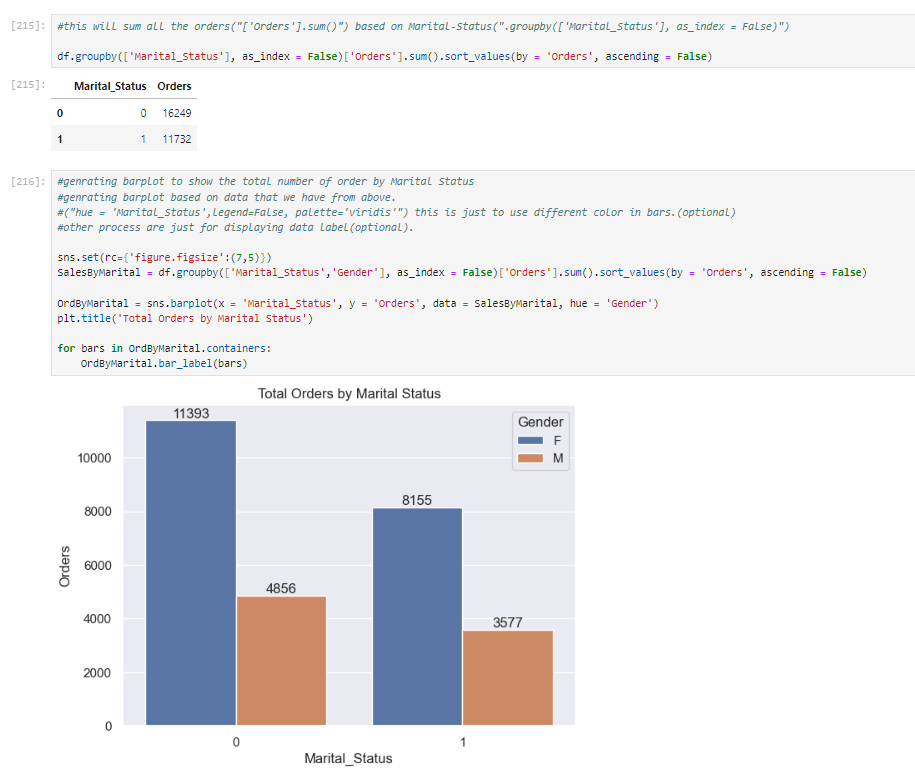 [215]: #this will sum all the orders("['Orders'].sum()") based on Marital-Status(".groupby(['Marital_Status'], as_index = False)")
df.groupby(['Marital_Status'], as_index = False)['Orders'].sum().sort_values(by = 'Orders', ascending = False)
[215]: Marital_Status Orders
0 0 16249
1 1 11732
[216]: #genrating barplot to show the total number of order by Marital Status
#genrating barplot based on data that we have from above.
#("hue = 'Marital_Status',legend=False, palette='viridis'") this is just to use different color in bars.(optional)
#other process are just for displaying data label(optional).
sns.set(rc={'figure.figsize':(7,5)})
SalesByMarital = df.groupby(['Marital_Status','Gender'], as_index = False)['Orders'].sum().sort_values(by = 'Orders', ascending = False)
OrdByMarital = sns.barplot(x = 'Marital_Status', y = 'Orders', data = SalesByMarital, hue = 'Gender')
plt.title('Total Orders by Marital Status')
for bars in OrdByMarital.containers:
OrdByMarital.bar_label(bars)
Total Orders by Marital Status
11393
Gender
F
M
10000
8155
8000
Orders
6000
4856
4000
3577
2000
0
0 1
Marital_Status